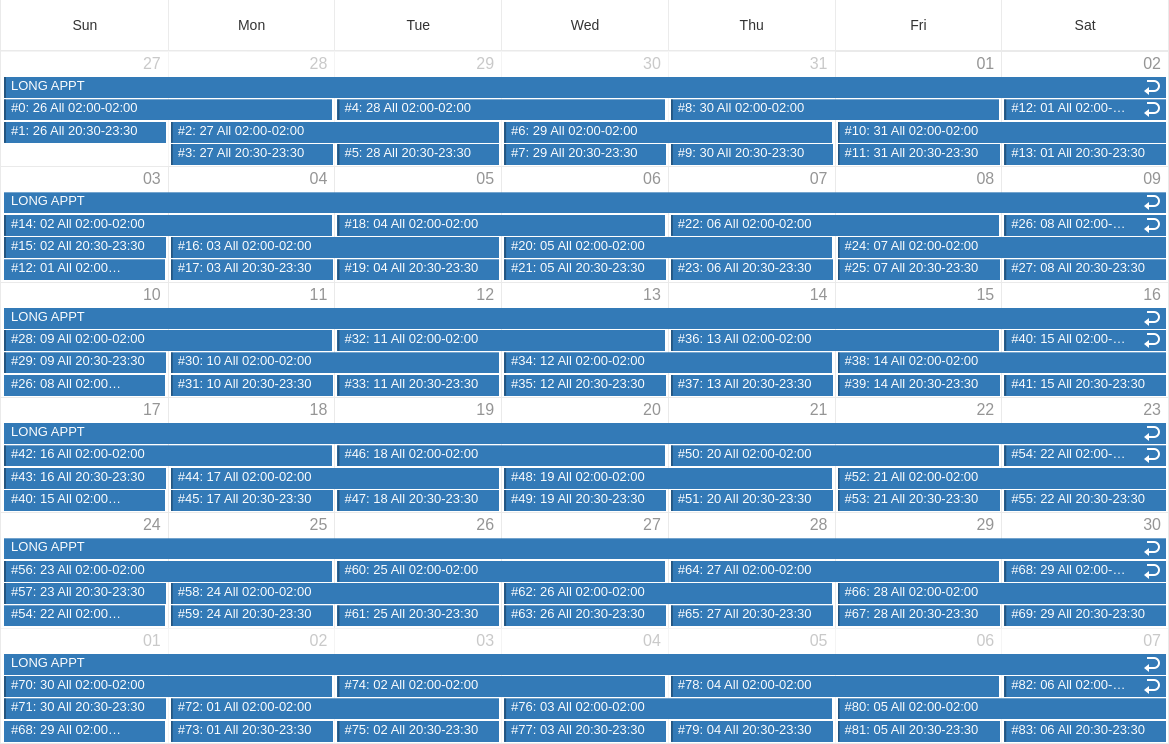 Sun Mon Tue Wed Thu Fri Sat
27 28 29 30 31 01 02
LONG APPT
#0: 26 All 02:00-02:00 #4: 28 All 02:00-02:00 #8: 30 All 02:00-02:00 #12: 01 All 02:00-…
#1: 26 All 20:30-23:30 #2: 27 All 02:00-02:00 #6: 29 All 02:00-02:00 #10: 31 All 02:00-02:00
#3: 27 All 20:30-23:30 #5: 28 All 20:30-23:30 #7: 29 All 20:30-23:30 #9: 30 All 20:30-23:30 #11: 31 All 20:30-23:30 #13: 01 All 20:30-23:30
03 04 05 06 07 08 09
LONG APPT
#14: 02 All 02:00-02:00 #18: 04 All 02:00-02:00 #22: 06 All 02:00-02:00 #26: 08 All 02:00-…
#15: 02 All 20:30-23:30 #16: 03 All 02:00-02:00 #20: 05 All 02:00-02:00 #24: 07 All 02:00-02:00
#12: 01 All 02:00… #17: 03 All 20:30-23:30 #19: 04 All 20:30-23:30 #21: 05 All 20:30-23:30 #23: 06 All 20:30-23:30 #25: 07 All 20:30-23:30 #27: 08 All 20:30-23:30
10 11 12 13 14 15 16
LONG APPT
#28: 09 All 02:00-02:00 #32: 11 All 02:00-02:00 #36: 13 All 02:00-02:00 #40: 15 All 02:00-…
#29: 09 All 20:30-23:30 #30: 10 All 02:00-02:00 #34: 12 All 02:00-02:00 #38: 14 All 02:00-02:00
#26: 08 All 02:00… #31: 10 All 20:30-23:30 #33: 11 All 20:30-23:30 #35: 12 All 20:30-23:30 #37: 13 All 20:30-23:30 #39: 14 All 20:30-23:30 #41: 15 All 20:30-23:30
17 18 19 20 21 22 23
LONG APPT
#42: 16 All 02:00-02:00 #46: 18 All 02:00-02:00 #50: 20 All 02:00-02:00 #54: 22 All 02:00-…
#43: 16 All 20:30-23:30 #44: 17 All 02:00-02:00 #48: 19 All 02:00-02:00 #52: 21 All 02:00-02:00
#40: 15 All 02:00… #45: 17 All 20:30-23:30 #47: 18 All 20:30-23:30 #49: 19 All 20:30-23:30 #51: 20 All 20:30-23:30 #53: 21 All 20:30-23:30 #55: 22 All 20:30-23:30
24 25 26 27 28 29 30
LONG APPT
#56: 23 All 02:00-02:00 #60: 25 All 02:00-02:00 #64: 27 All 02:00-02:00 #68: 29 All 02:00-…
#57: 23 All 20:30-23:30 #58: 24 All 02:00-02:00 #62: 26 All 02:00-02:00 #66: 28 All 02:00-02:00
#54: 22 All 02:00… #59: 24 All 20:30-23:30 #61: 25 All 20:30-23:30 #63: 26 All 20:30-23:30 #65: 27 All 20:30-23:30 #67: 28 All 20:30-23:30 #69: 29 All 20:30-23:30
01 02 03 04 05 06 07
LONG APPT
#70: 30 All 02:00-02:00 #74: 02 All 02:00-02:00 #78: 04 All 02:00-02:00 #82: 06 All 02:00-…
#71: 30 All 20:30-23:30 #72: 01 All 02:00-02:00 #76: 03 All 02:00-02:00 #80: 05 All 02:00-02:00
#68: 29 All 02:00… #73: 01 All 20:30-23:30 #75: 02 All 20:30-23:30 #77: 03 All 20:30-23:30 #79: 04 All 20:30-23:30 #81: 05 All 20:30-23:30 #83: 06 All 20:30-23:30